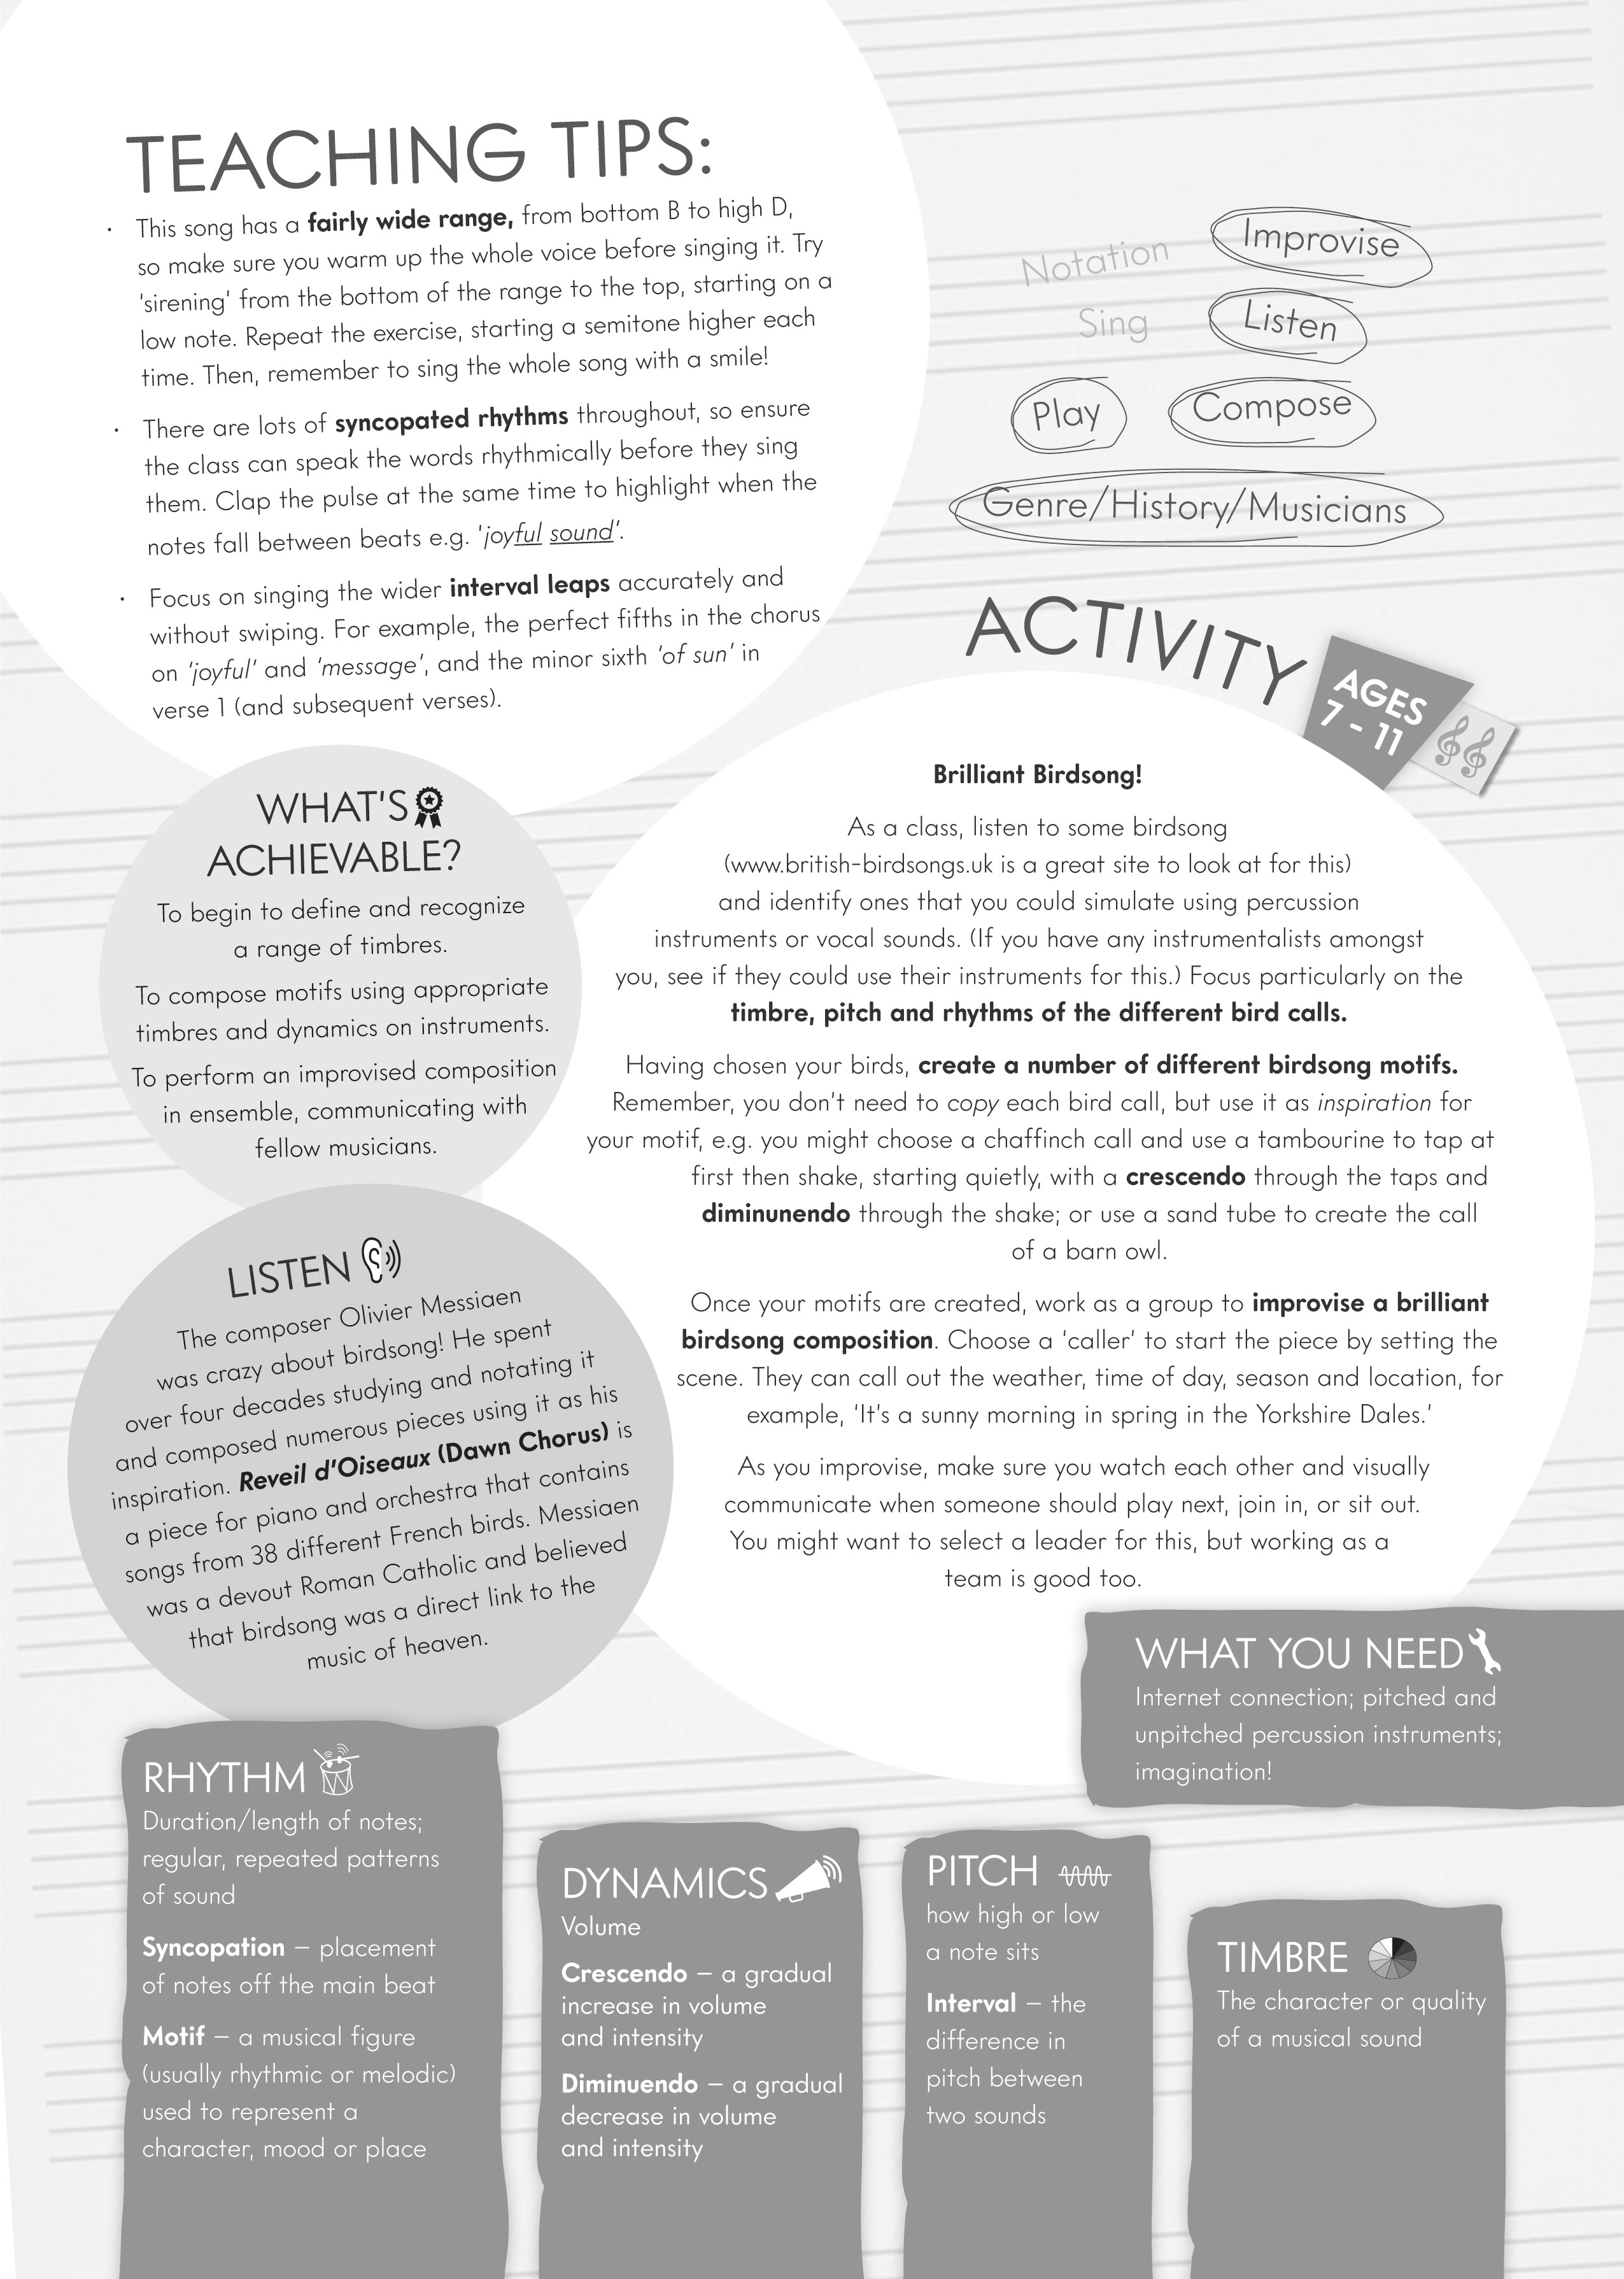 TEACHING TIPS:
· This song has a fairly wide range, from bottom B to high D,
so make sure you warm up the whole voice before singing it. Try
'sirening' from the bottom of the range to the top, starting on a
low note. Repeat the exercise, starting a semitone higher each
time. Then, remember to sing the whole song with a smile!
· There are lots of syncopated rhythms throughout, so ensure
the class can speak the words rhythmically before they sing
them. Clap the pulse at the same time to highlight when the
notes fall between beats e.g. 'joyful sound'.
· Focus on singing the wider interval leaps accurately and
without swiping. For example, the perfect fifths in the chorus
on 'joyful' and 'message', and the minor sixth 'of sun' in
verse 1 (and subsequent verses).
Notation
Improvise
Sing
Listen
Play
Compose
Genre/History/Musicians
ACTIVITY
AGES
7 - 11
WHAT'S
ACHIEVABLE?
To begin to define and recognize
a range of timbres.
To compose motifs using appropriate
timbres and dynamics on instruments.
To perform an improvised composition
in ensemble, communicating with
fellow musicians.
Brilliant Birdsong!
As a class, listen to some birdsong
(www.british-birdsongs.uk is a great site to look at for this)
and identify ones that you could simulate using percussion
instruments or vocal sounds. (If you have any instrumentalists amongst
you, see if they could use their instruments for this.) Focus particularly on the
timbre, pitch and rhythms of the different bird calls.
Having chosen your birds, create a number of different birdsong motifs.
Remember, you don't need to copy each bird call, but use it as inspiration for
your motif, e.g. you might choose a chaffinch call and use a tambourine to tap at
first then shake, starting quietly, with a crescendo through the taps and
diminunendo through the shake; or use a sand tube to create the call
of a barn owl.
Once your motifs are created, work as a group to improvise a brilliant
birdsong composition. Choose a 'caller' to start the piece by setting the
scene. They can call out the weather, time of day, season and location, for
example, 'It's a sunny morning in spring in the Yorkshire Dales.'
As you improvise, make sure you watch each other and visually
communicate when someone should play next, join in, or sit out.
You might want to select a leader for this, but working as a
team is good too.
LISTEN
The composer Olivier Messiaen
was crazy about birdsong! He spent
over four decades studying and notating it
and composed numerous pieces using it as his
inspiration. Reveil d'Oiseaux (Dawn Chorus) is
a piece for piano and orchestra that contains
songs from 38 different French birds. Messiaen
was a devout Roman Catholic and believed
that birdsong was a direct link to the
music of heaven.
WHAT YOU NEED
Internet connection; pitched and
unpitched percussion instruments;
imagination!
RHYTHM
Duration/length of notes;
regular, repeated patterns
of sound
Syncopation – placement
of notes off the main beat
Motif – a musical figure
(usually rhythmic or melodic)
used to represent a
character, mood or place
DYNAMICS
Volume
Crescendo – a gradual
increase in volume
and intensity
Diminuendo – a gradual
decrease in volume
and intensity
PITCH
how high or low
a note sits
Interval – the
difference in
pitch between
two sounds
TIMBRE
The character or quality
of a musical sound